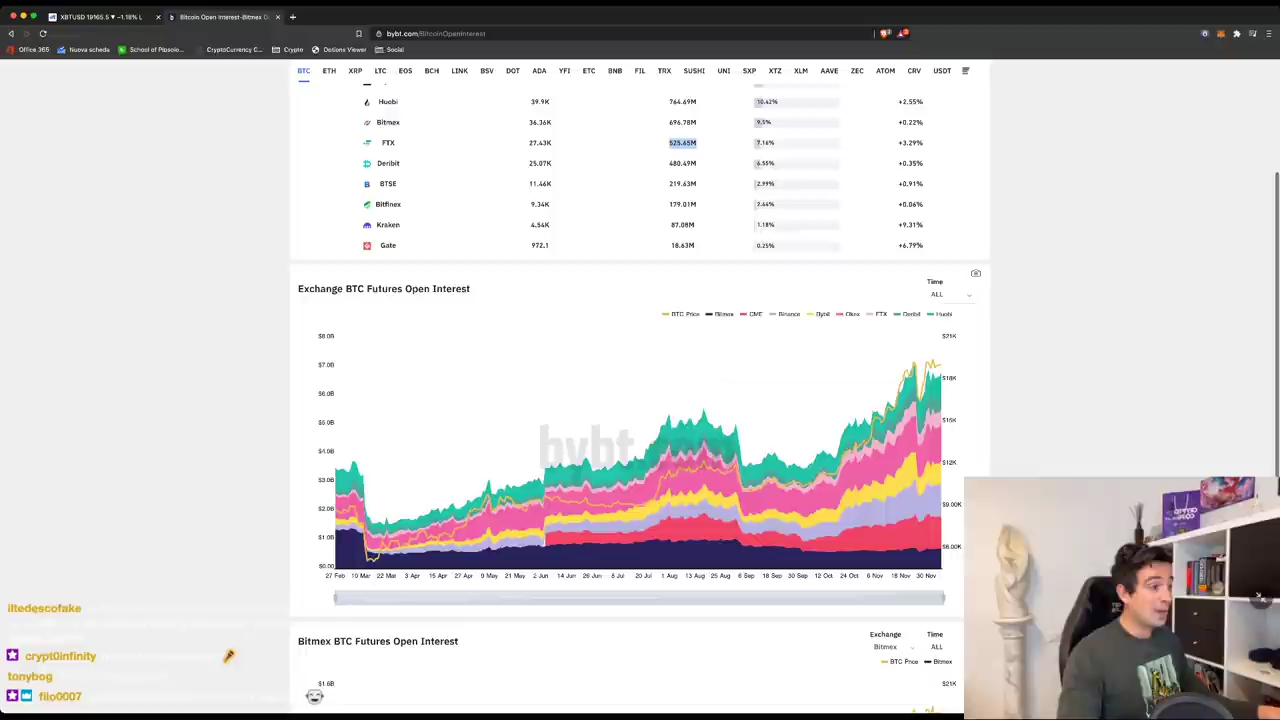 XBTUSD 19165.5 ▼ −1.18% L
Bitcoin Open Interest-Bitmex O
bybt.com/BitcoinOpenInterest
Office 365
Nuova scheda
School of Piososo...
CryptoCurrency C...
Crypto
Options Viewer
Social
BTC ETH XRP LTC EOS BCH LINK BSV DOT ADA YFI ETC BNB FIL TRX SUSHI UNI SXP XTZ XLM AAVE ZEC ATOM CRV USDT
Huobi 39.9K 764.69M 10.42% +2.55%
Bitmex 36.36K 696.78M 9.5% +0.22%
FTX 27.43K 525.65M 7.16% +3.29%
Deribit 25.07K 480.49M 6.55% +0.35%
BTSE 11.46K 219.63M 2.99% +0.91%
Bitfinex 9.34K 179.01M 2.44% +0.06%
Kraken 4.54K 87.08M 1.18% +9.31%
Gate 972.1 18.63M 0.25% +6.79%
Exchange BTC Futures Open Interest
Time
ALL
BTC Price Bitmex CME Binance Bybit Okex FTX Deribit Huobi
$8.0B $21K
$7.0B
$18K
$6.0B
$5.0B $15K
$4.0B
$12K
$3.0B
$2.0B $9.00K
$1.0B
$6.00K
$0.00
bybt.com
27 Feb 10 Mar 22 Mar 3 Apr 15 Apr 27 Apr 9 May 21 May 2 Jun 14 Jun 26 Jun 8 Jul 20 Jul 1 Aug 13 Aug 25 Aug 6 Sep 18 Sep 30 Sep 12 Oct 24 Oct 6 Nov 18 Nov 30 Nov
Bitmex BTC Futures Open Interest
Exchange Time
Bitmex ALL
BTC Price Bitmex
$1.6B $21K
iltedescofake
crypt0infinity
tonybog
filo0007